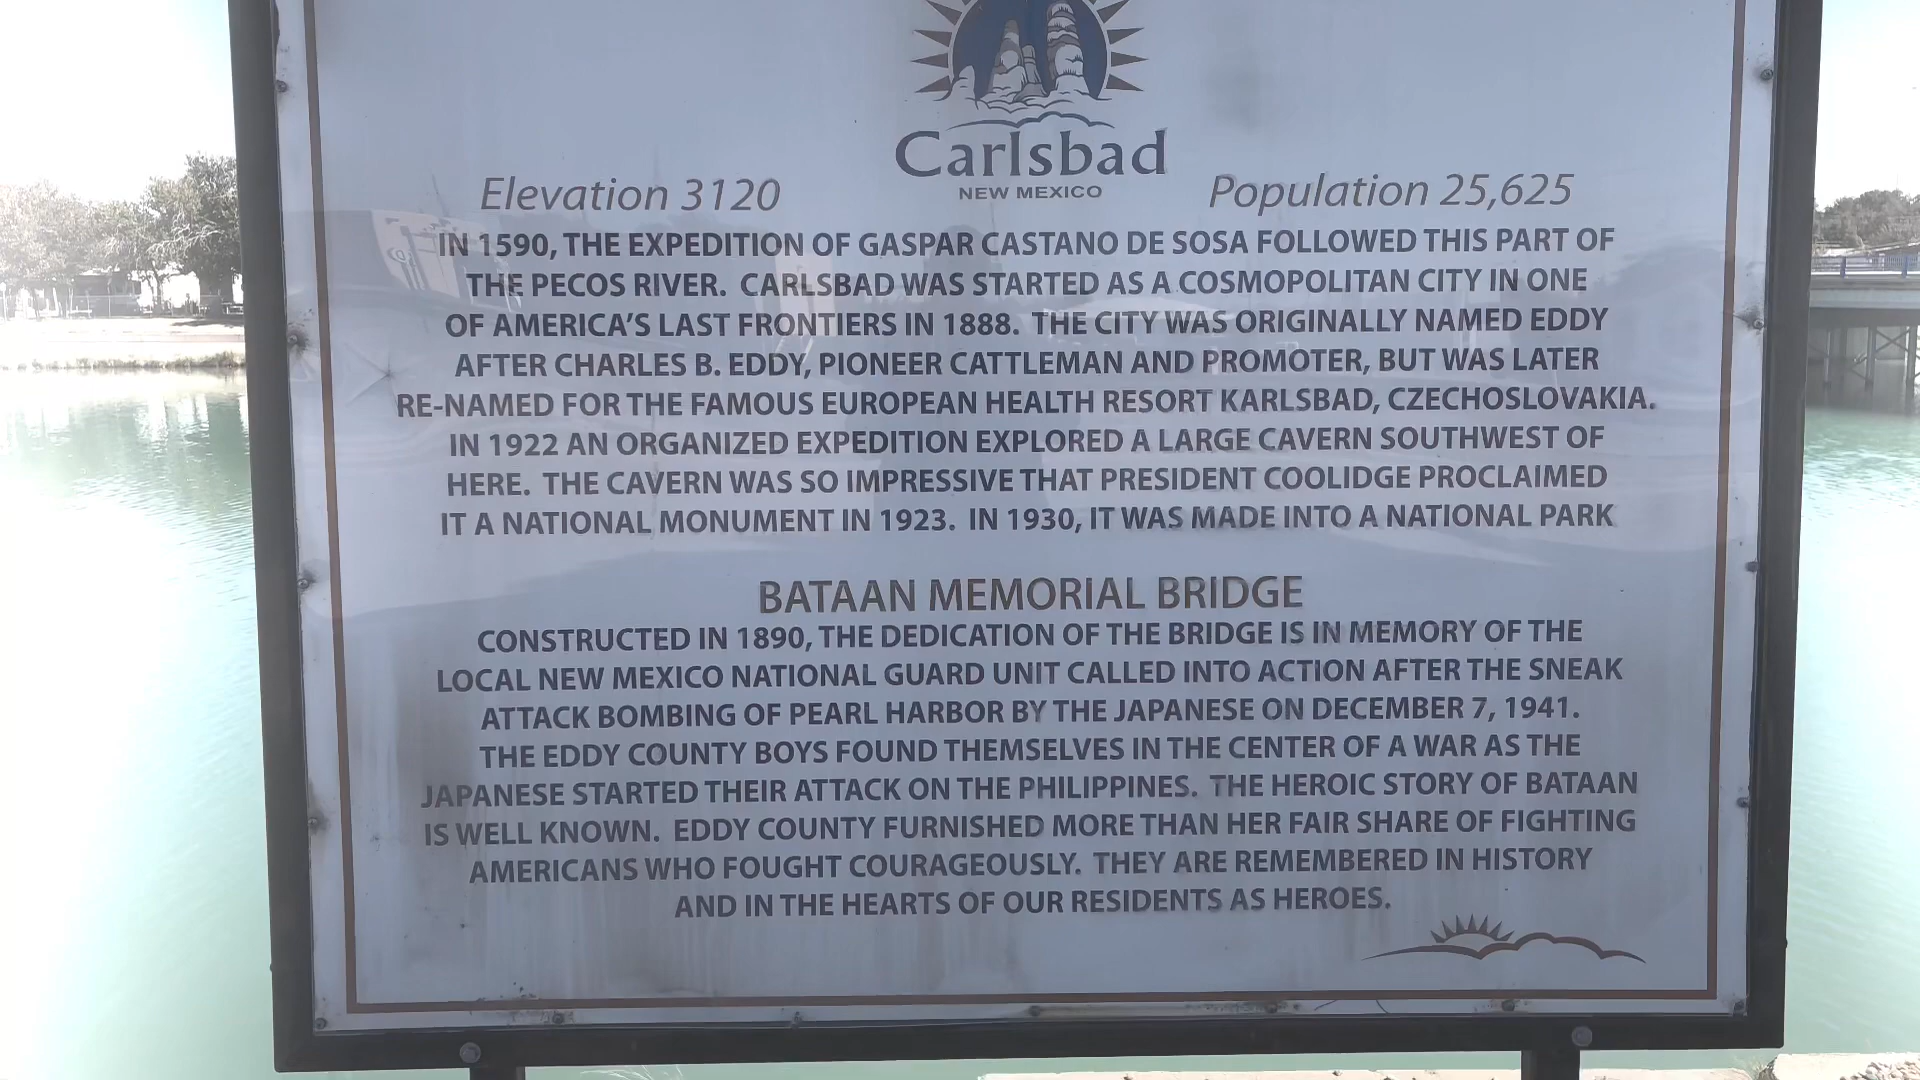 Carlsbad
NEW MEXICO
Elevation 3120
Population 25,625
IN 1590, THE EXPEDITION OF GASPAR CASTANO DE SOSA FOLLOWED THIS PART OF
THE PECOS RIVER. CARLSBAD WAS STARTED AS A COSMOPOLITAN CITY IN ONE
OF AMERICA'S LAST FRONTIERS IN 1888. THE CITY WAS ORIGINALLY NAMED EDDY
AFTER CHARLES B. EDDY, PIONEER CATTLEMAN AND PROMOTER, BUT WAS LATER
RE-NAMED FOR THE FAMOUS EUROPEAN HEALTH RESORT KARLSBAD, CZECHOSLOVAKIA.
IN 1922 AN ORGANIZED EXPEDITION EXPLORED A LARGE CAVERN SOUTHWEST OF
HERE. THE CAVERN WAS SO IMPRESSIVE THAT PRESIDENT COOLIDGE PROCLAIMED
IT A NATIONAL MONUMENT IN 1923. IN 1930, IT WAS MADE INTO A NATIONAL PARK
BATAAN MEMORIAL BRIDGE
CONSTRUCTED IN 1890, THE DEDICATION OF THE BRIDGE IS IN MEMORY OF THE
LOCAL NEW MEXICO NATIONAL GUARD UNIT CALLED INTO ACTION AFTER THE SNEAK
ATTACK BOMBING OF PEARL HARBOR BY THE JAPANESE ON DECEMBER 7, 1941.
THE EDDY COUNTY BOYS FOUND THEMSELVES IN THE CENTER OF A WAR AS THE
JAPANESE STARTED THEIR ATTACK ON THE PHILIPPINES. THE HEROIC STORY OF BATAAN
IS WELL KNOWN. EDDY COUNTY FURNISHED MORE THAN HER FAIR SHARE OF FIGHTING
AMERICANS WHO FOUGHT COURAGEOUSLY. THEY ARE REMEMBERED IN HISTORY
AND IN THE HEARTS OF OUR RESIDENTS AS HEROES.